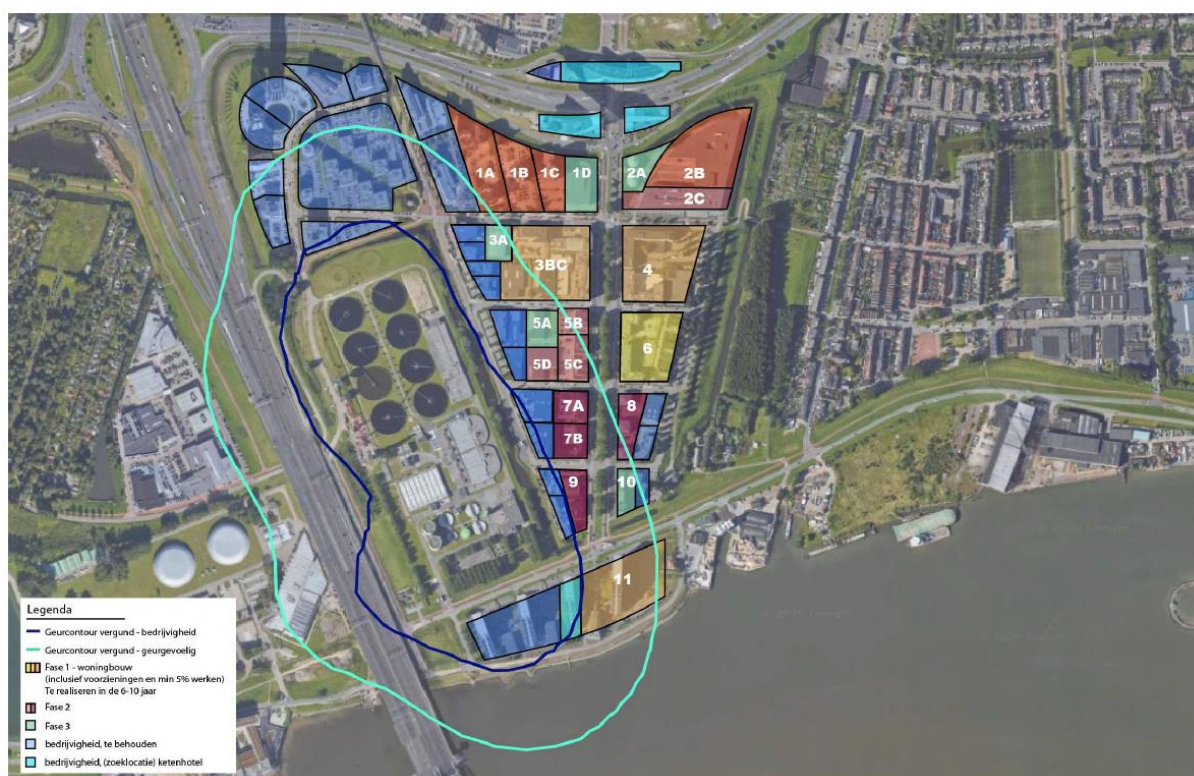 1A 1B 1C 1D 2A 2B
2C
3A
3BC 4
5A 5B
6
5D 5C
7A 8
7B
9 10
11
Legenda
Geurcontour vergund - bedrijvigheid
Geurcontour vergund - geurgevoelig
Fase 1 - woningbouw
(inclusief voorzieningen en min 5% werken)
Te realiseren in de 6-10 jaar
Fase 2
Fase 3
bedrijvigheid, te behouden
bedrijvigheid, (zoeklocatie) ketenhotel